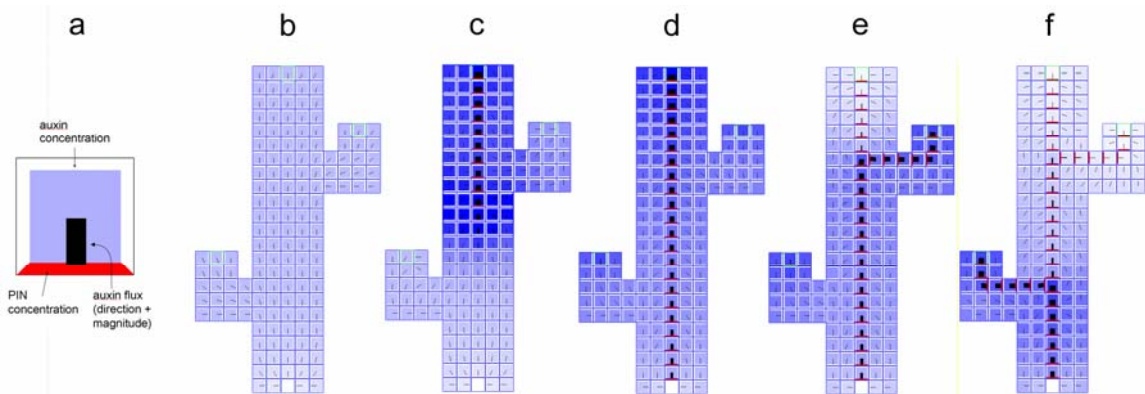 a
b
c
d
e
f
auxin
concentration
PIN
concentration
auxin flux
(direction +
magnitude)